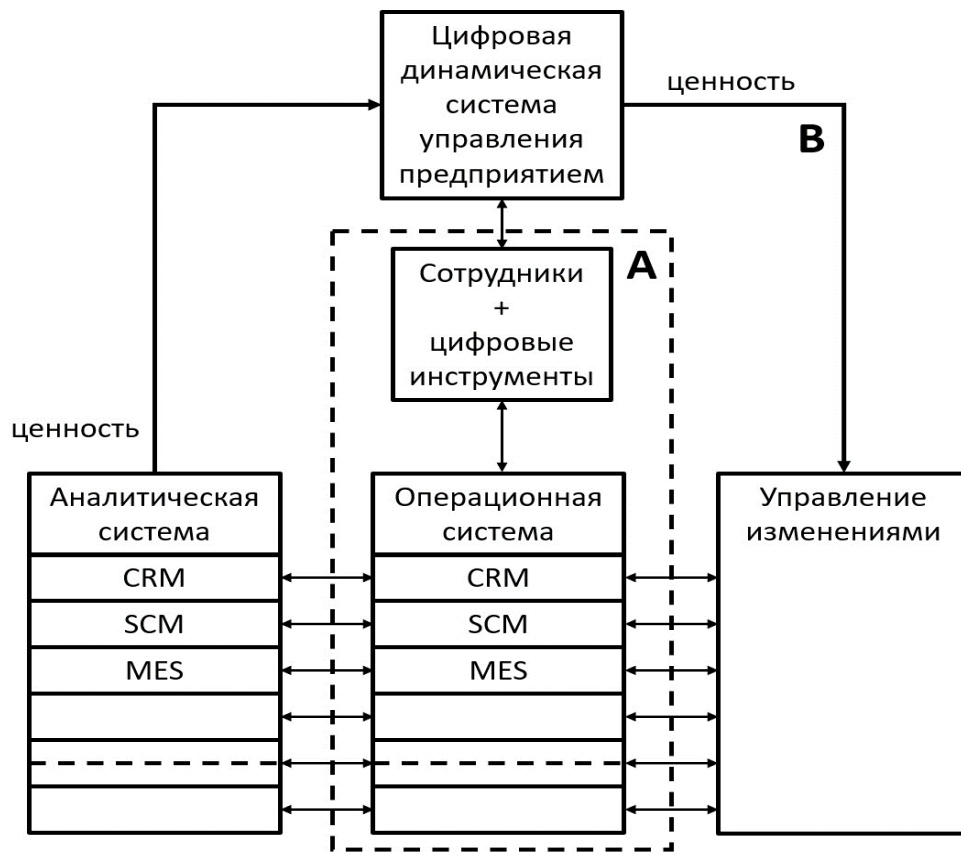 Цифровая
динамическая
система
управления
предприятием
ценность
B
A
Сотрудники
+
цифровые
инструменты
ценность
Аналитическая
система
CRM
SCM
MES
Операционная
система
CRM
SCM
MES
Управление
изменениями